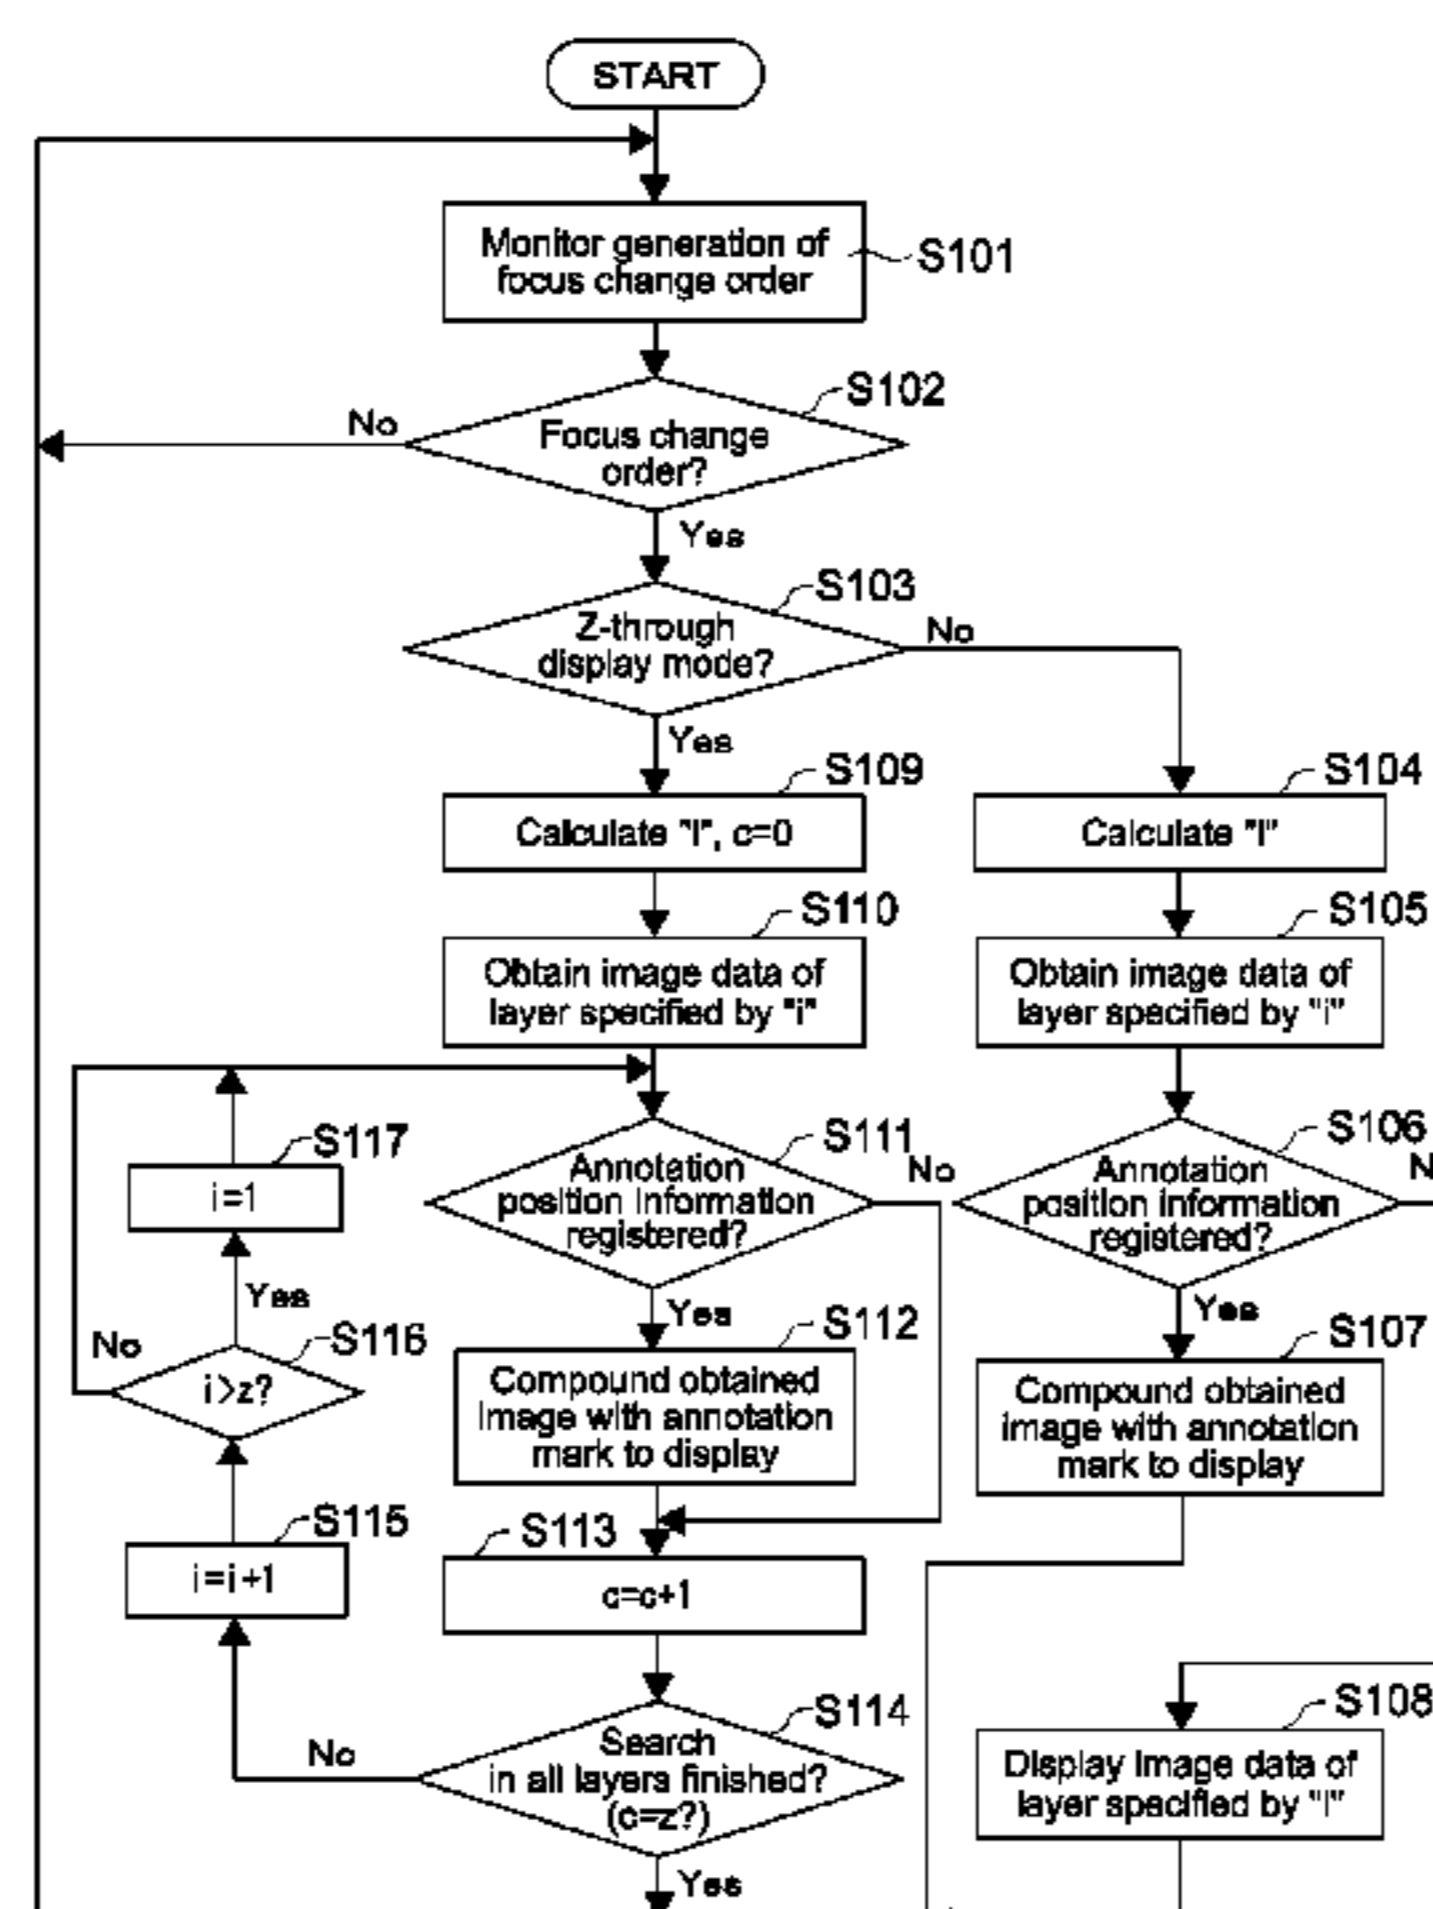 START
Monitor generation of
focus change order
S101
S102
No
Focus change
order?
Yes
S103
Z-through
display mode?
No
Yes
S109
Calculate "i", c=0
S104
Calculate "i"
S110
Obtain image data of
layer specified by "i"
S105
Obtain image data of
layer specified by "i"
S117
i=1
S111
Annotation
position information
registered?
No
S106
Annotation
position information
registered?
N
Yes
No
S116
i>z?
Yes
S112
Compound obtained
image with annotation
mark to display
Yes
S107
Compound obtained
image with annotation
mark to display
S115
i=i+1
S113
c=c+1
S114
No
Search
in all layers finished?
(c=z?)
Yes
S108
Display image data of
layer specified by "i"